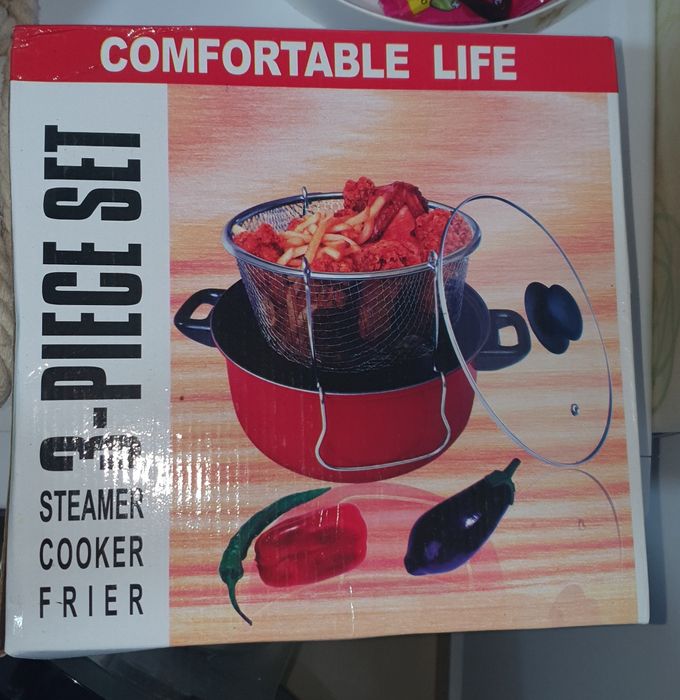 COMFORTABLE LIFE
3-PIECE SET
STEAMER
COOKER
FRIER